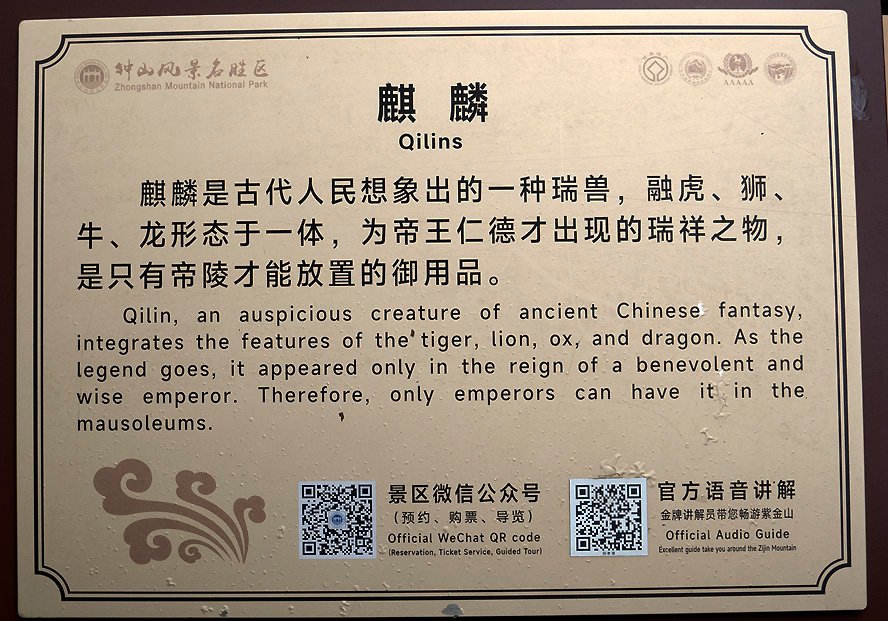 钟山风景名胜区
Zhongshan Mountain National Park
AAAAA
麒麟
Qilins
麒麟是古代人民想象出的一种瑞兽，融虎、狮、
牛、龙形态于一体，为帝王仁德才出现的瑞祥之物，
是只有帝陵才能放置的御用品。
Qilin, an auspicious creature of ancient Chinese fantasy,
integrates the features of the tiger, lion, ox, and dragon. As the
legend goes, it appeared only in the reign of a benevolent and
wise emperor. Therefore, only emperors can have it in the
mausoleums.
景区微信公众号
（预约、购票、导览）
Official WeChat QR code
(Reservation, Ticket Service, Guided Tour)
官方语音讲解
金牌讲解员带您畅游紫金山
Official Audio Guide
Excellent guide take you around the Zijin Mountain